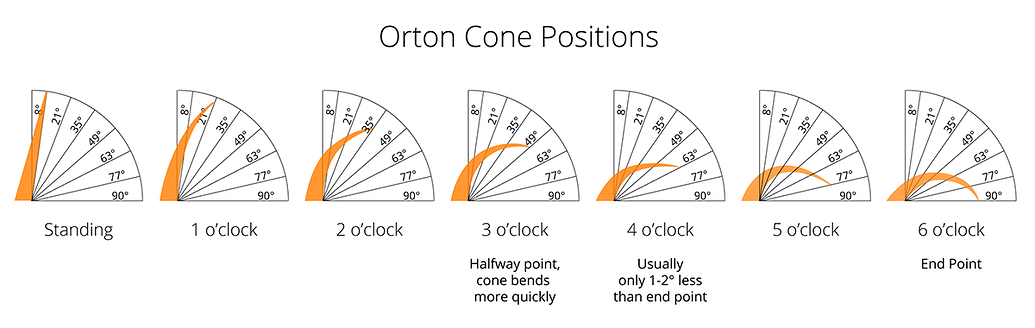 Orton Cone Positions
8° 21° 35° 49° 63° 77° 90°
8° 21° 35° 49° 63° 77° 90°
8° 21° 35° 49° 63° 77° 90°
8° 21° 35° 49° 63° 77° 90°
8° 21° 35° 49° 63° 77° 90°
8° 21° 35° 49° 63° 77° 90°
8° 21° 35° 49° 63° 77° 90°
Standing
1 o’clock
2 o’clock
3 o’clock
4 o’clock
5 o’clock
6 o’clock
Halfway point,
cone bends
more quickly
Usually
only 1-2° less
than end point
End Point